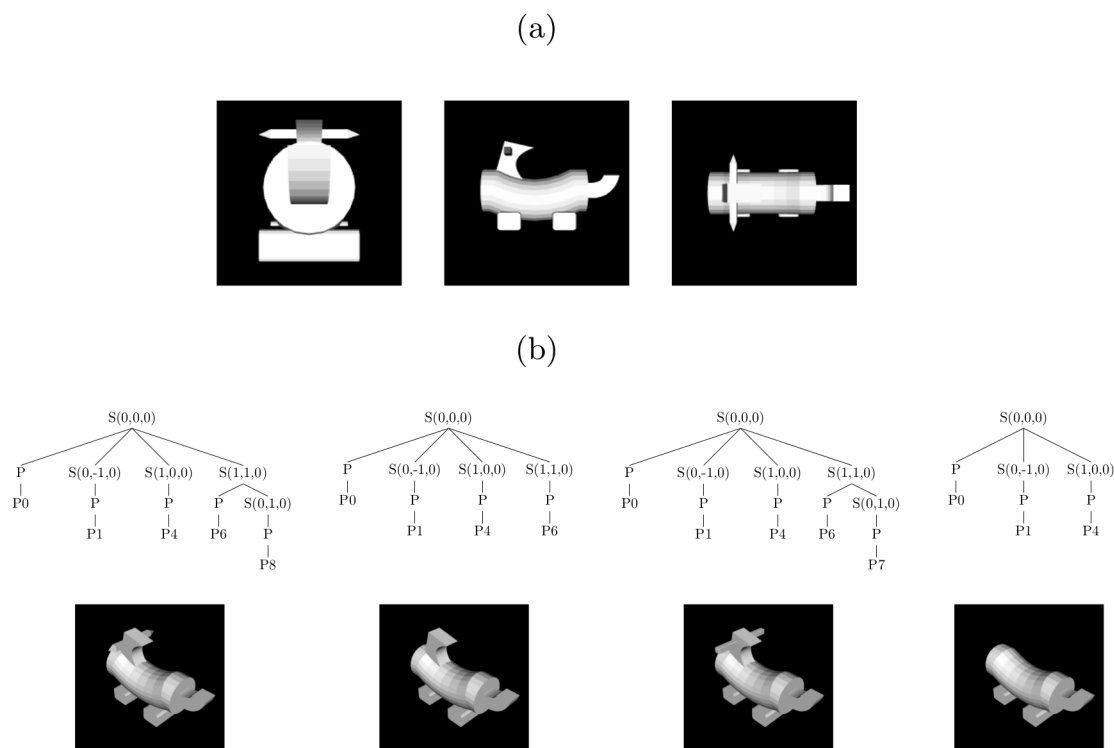 (a)
(b)
S(0,0,0) S(0,0,0) S(0,0,0) S(0,0,0)
P S(0,-1,0) S(1,0,0) S(1,1,0) P S(0,-1,0) S(1,0,0) S(1,1,0) P S(0,-1,0) S(1,0,0) S(1,1,0) P S(0,-1,0) S(1,0,0)
P0 P P P S(0,1,0) P0 P P P P0 P P P S(0,1,0) P0 P P
P1 P4 P6 P P1 P4 P6 P1 P4 P6 P P1 P4
P8 P7